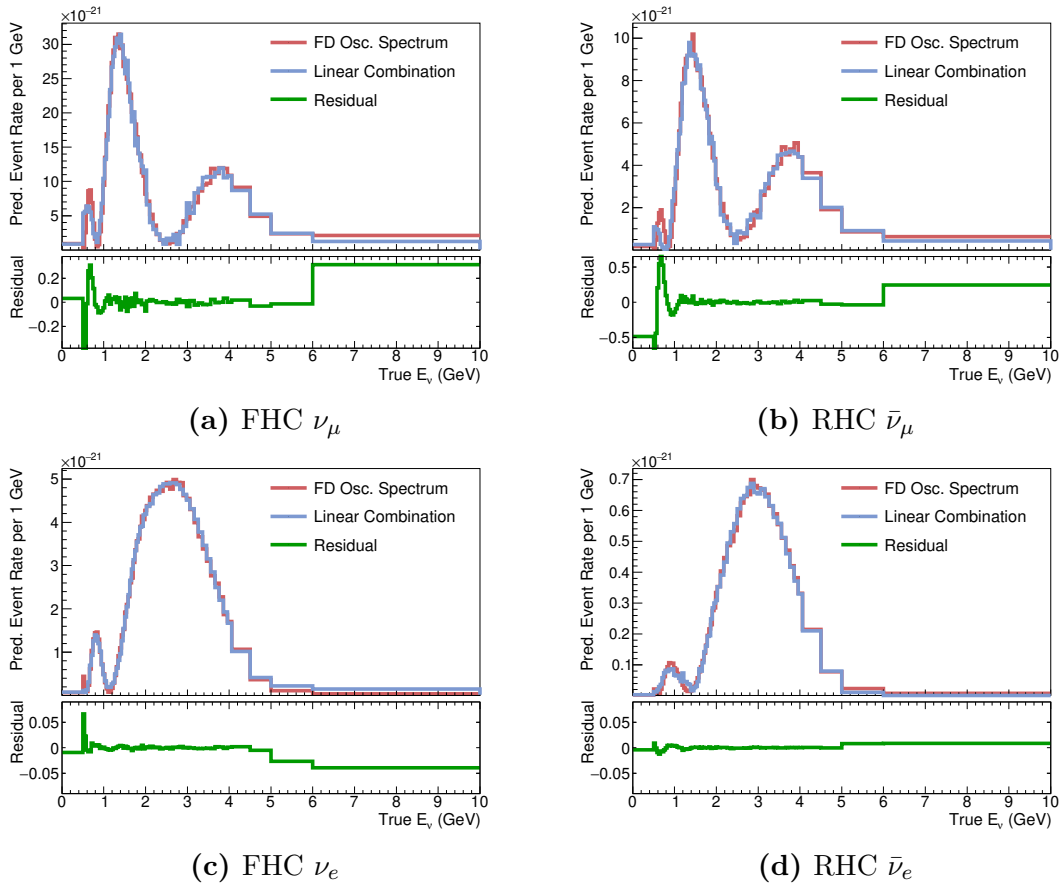 ×10⁻²¹
Pred. Event Rate per 1 GeV
30
25
20
15
10
5
FD Osc. Spectrum
Linear Combination
Residual
Residual
0.2
0
−0.2
0 1 2 3 4 5 6 7 8 9 10
True Eν (GeV)
(a) FHC νμ
×10⁻²¹
Pred. Event Rate per 1 GeV
10
8
6
4
2
FD Osc. Spectrum
Linear Combination
Residual
Residual
0.5
0
−0.5
0 1 2 3 4 5 6 7 8 9 10
True Eν (GeV)
(b) RHC ν̄μ
×10⁻²¹
Pred. Event Rate per 1 GeV
5
4
3
2
1
FD Osc. Spectrum
Linear Combination
Residual
Residual
0.05
0
−0.05
0 1 2 3 4 5 6 7 8 9 10
True Eν (GeV)
(c) FHC νe
×10⁻²¹
Pred. Event Rate per 1 GeV
0.7
0.6
0.5
0.4
0.3
0.2
0.1
FD Osc. Spectrum
Linear Combination
Residual
Residual
0.05
0
−0.05
0 1 2 3 4 5 6 7 8 9 10
True Eν (GeV)
(d) RHC ν̄e